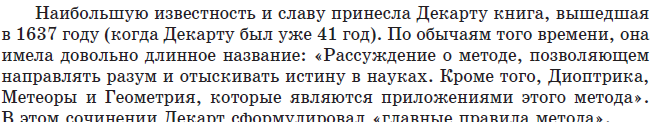 Наибольшую известность и славу принесла Декарту книга, вышедшая
в 1637 году (когда Декарту был уже 41 год). По обычаям того времени, она
имела довольно длинное название: «Рассуждение о методе, позволяющем
направлять разум и отыскивать истину в науках. Кроме того, Диоптрика,
Метеоры и Геометрия, которые являются приложениями этого метода».
В этом сочинении Декарт сформулировал «главные правила метода».